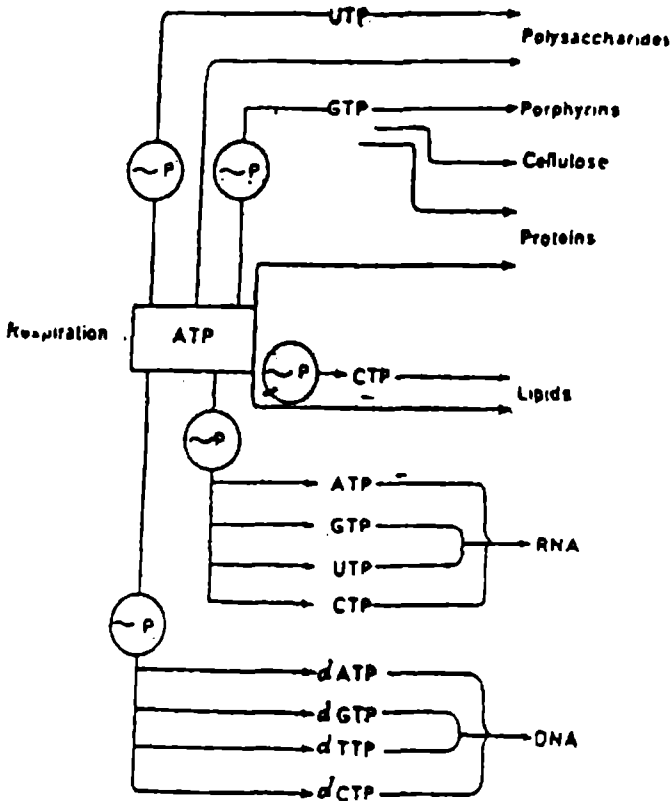 UTP
Polysaccharides
GTP
Porphyrins
~ P
~ P
Cellulose
Proteins
Respiration
ATP
~ P
CTP
Lipids
~ P
ATP
GTP
RNA
UTP
CTP
~ P
dATP
dGTP
dTTP
DNA
dCTP